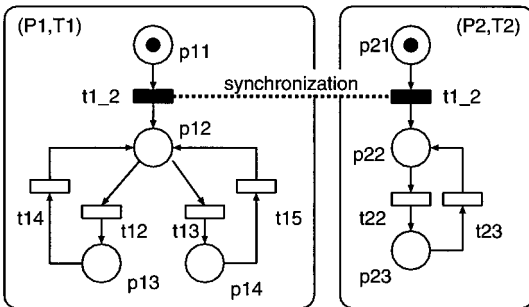 (P1,T1)
(P2,T2)
p11
p21
synchronization
t1_2
t1_2
p12
p22
t14
t12
t13
t15
t22
t23
p13
p14
p23